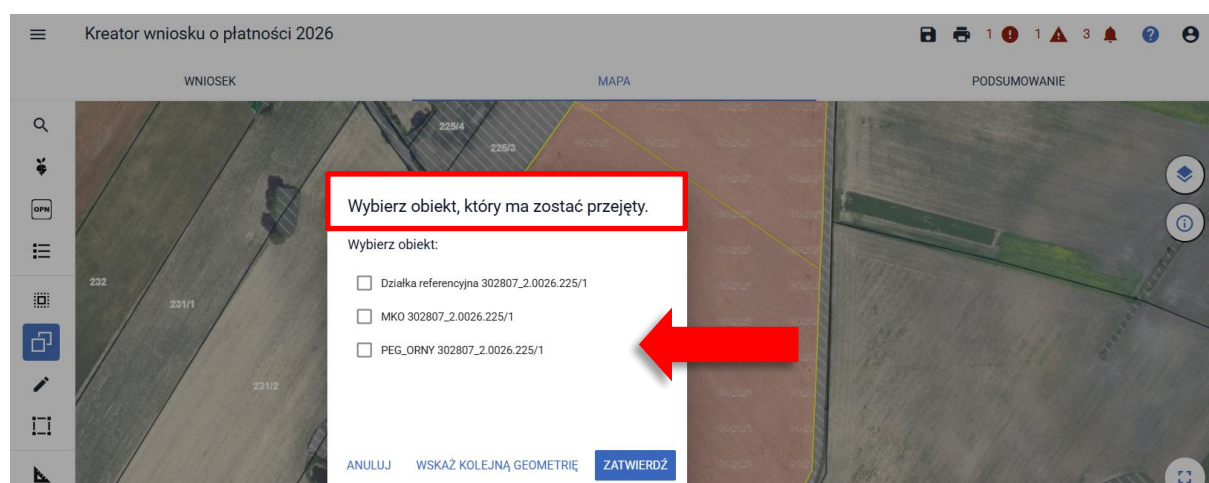 Kreator wniosku o płatności 2026
1
1
3
WNIOSEK
MAPA
PODSUMOWANIE
225/4
225/3
OPN
Wybierz obiekt, który ma zostać przejęty.
Wybierz obiekt:
Działka referencyjna 302807_2.0026.225/1
232
231/1
MKO 302807_2.0026.225/1
PEG_ORNY 302807_2.0026.225/1
231/2
ANULUJ
WSKAŻ KOLEJNĄ GEOMETRIĘ
ZATWIERDŹ